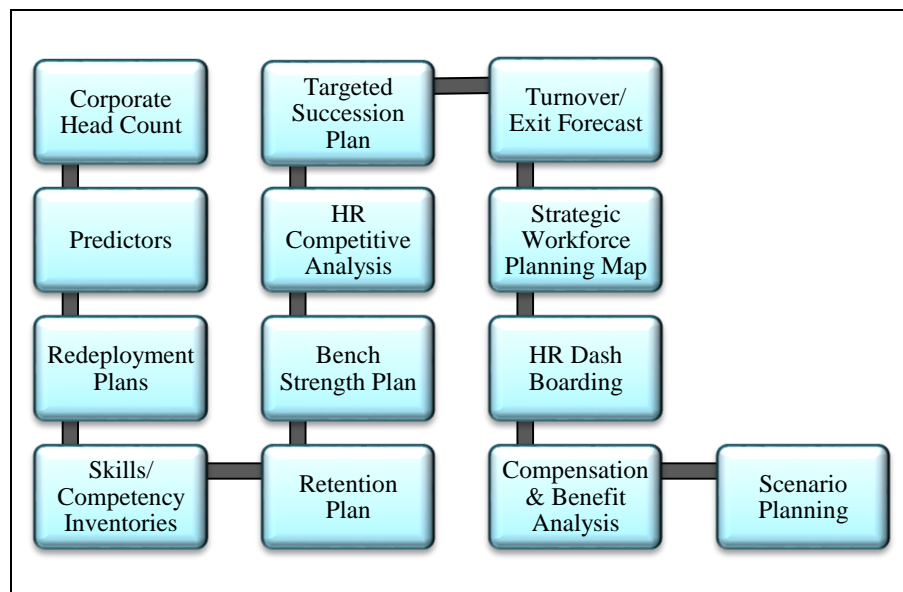 Corporate
Head Count
Predictors
Redeployment
Plans
Skills/
Competency
Inventories
Retention
Plan
Bench
Strength Plan
HR
Competitive
Analysis
Targeted
Succession
Plan
Turnover/
Exit Forecast
Strategic
Workforce
Planning Map
HR Dash
Boarding
Compensation
& Benefit
Analysis
Scenario
Planning